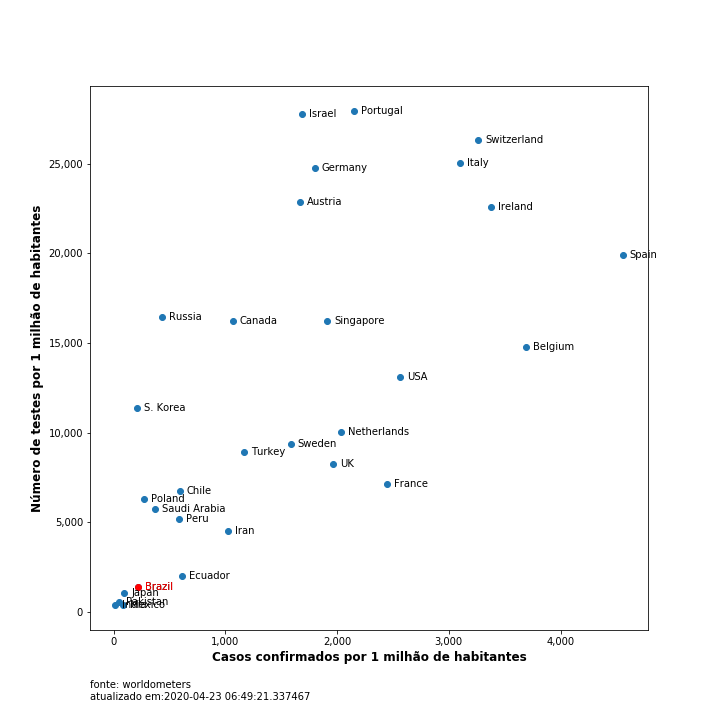 Israel
Portugal
Switzerland
Italy
Germany
Austria
Ireland
Spain
Russia
Canada
Singapore
Belgium
USA
S. Korea
Netherlands
Sweden
Turkey
UK
Chile
France
Poland
Saudi Arabia
Peru
Iran
Ecuador
Brazil
Japan
Pakistan
Mexico
25,000
20,000
15,000
10,000
5,000
0
Número de testes por 1 milhão de habitantes
0 1,000 2,000 3,000 4,000
Casos confirmados por 1 milhão de habitantes
fonte: worldometers
atualizado em:2020-04-23 06:49:21.337467